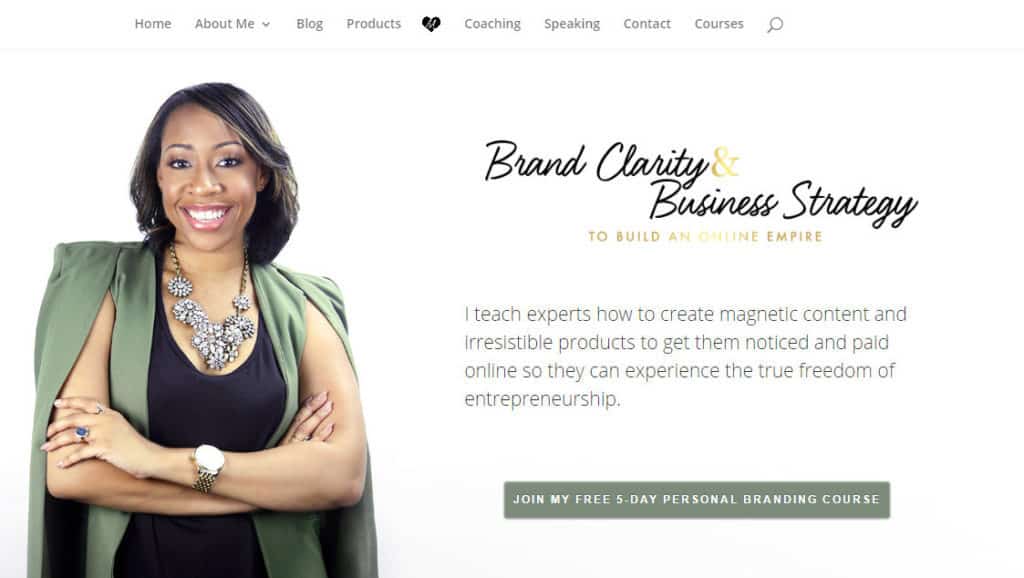 Home About Me Blog Products Coaching Speaking Contact Courses
Brand Clarity &
Business Strategy
TO BUILD AN ONLINE EMPIRE
I teach experts how to create magnetic content and
irresistible products to get them noticed and paid
online so they can experience the true freedom of
entrepreneurship.
JOIN MY FREE 5-DAY PERSONAL BRANDING COURSE